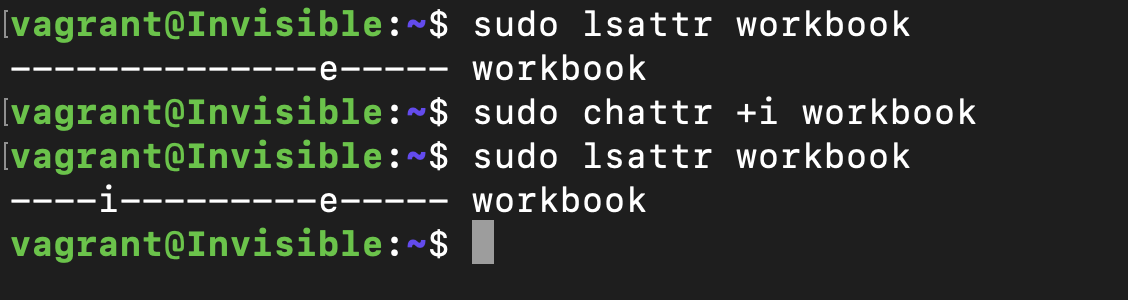 [vagrant@Invisible:~$ sudo lsattr workbook
--------------e----- workbook
[vagrant@Invisible:~$ sudo chattr +i workbook
[vagrant@Invisible:~$ sudo lsattr workbook
----i---------e----- workbook
vagrant@Invisible:~$